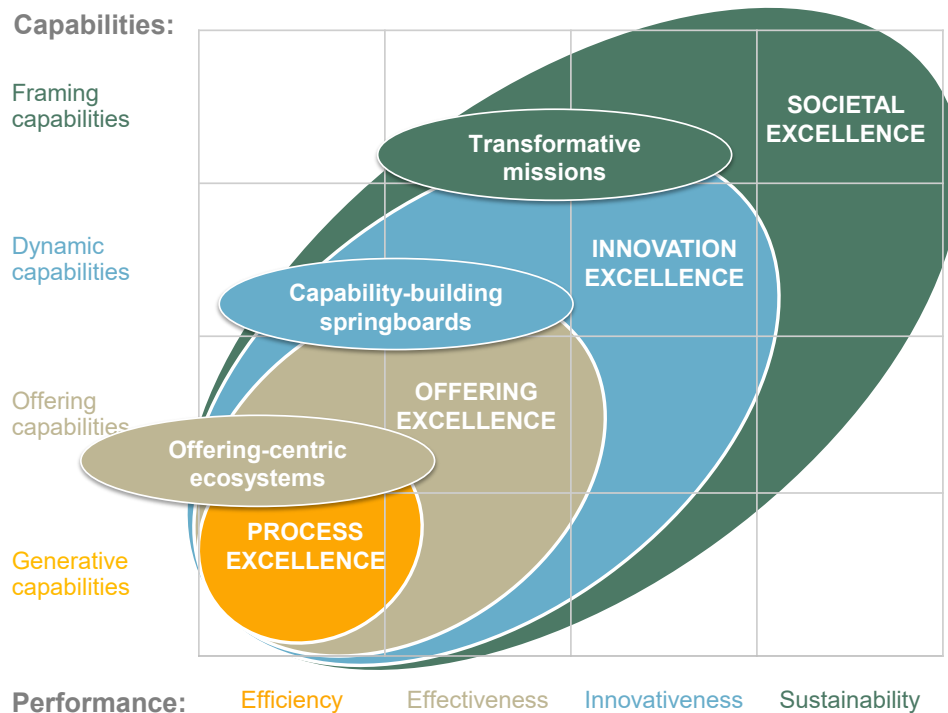 Capabilities:
Framing
capabilities
SOCIETAL
EXCELLENCE
Transformative
missions
Dynamic
capabilities
INNOVATION
EXCELLENCE
Capability-building
springboards
Offering
capabilities
OFFERING
EXCELLENCE
Offering-centric
ecosystems
PROCESS
EXCELLENCE
Generative
capabilities
Performance: Efficiency Effectiveness Innovativeness Sustainability